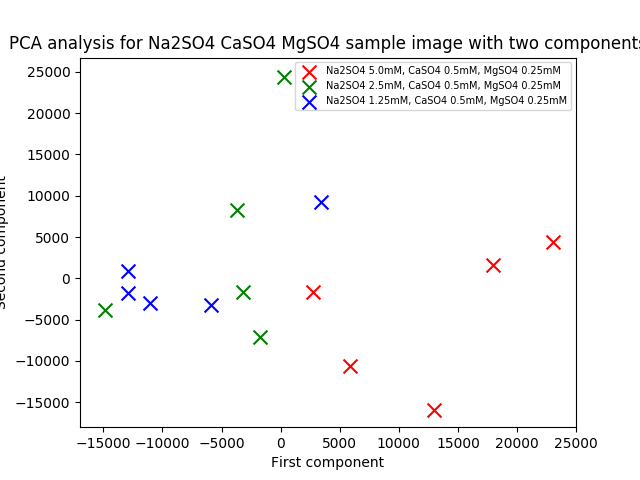 PCA analysis for Na2SO4 CaSO4 MgSO4 sample image with two components
Na2SO4 5.0mM, CaSO4 0.5mM, MgSO4 0.25mM
Na2SO4 2.5mM, CaSO4 0.5mM, MgSO4 0.25mM
Na2SO4 1.25mM, CaSO4 0.5mM, MgSO4 0.25mM
25000
20000
15000
10000
5000
0
−5000
−10000
−15000
Second component
−15000 −10000 −5000 0 5000 10000 15000 20000 25000
First component